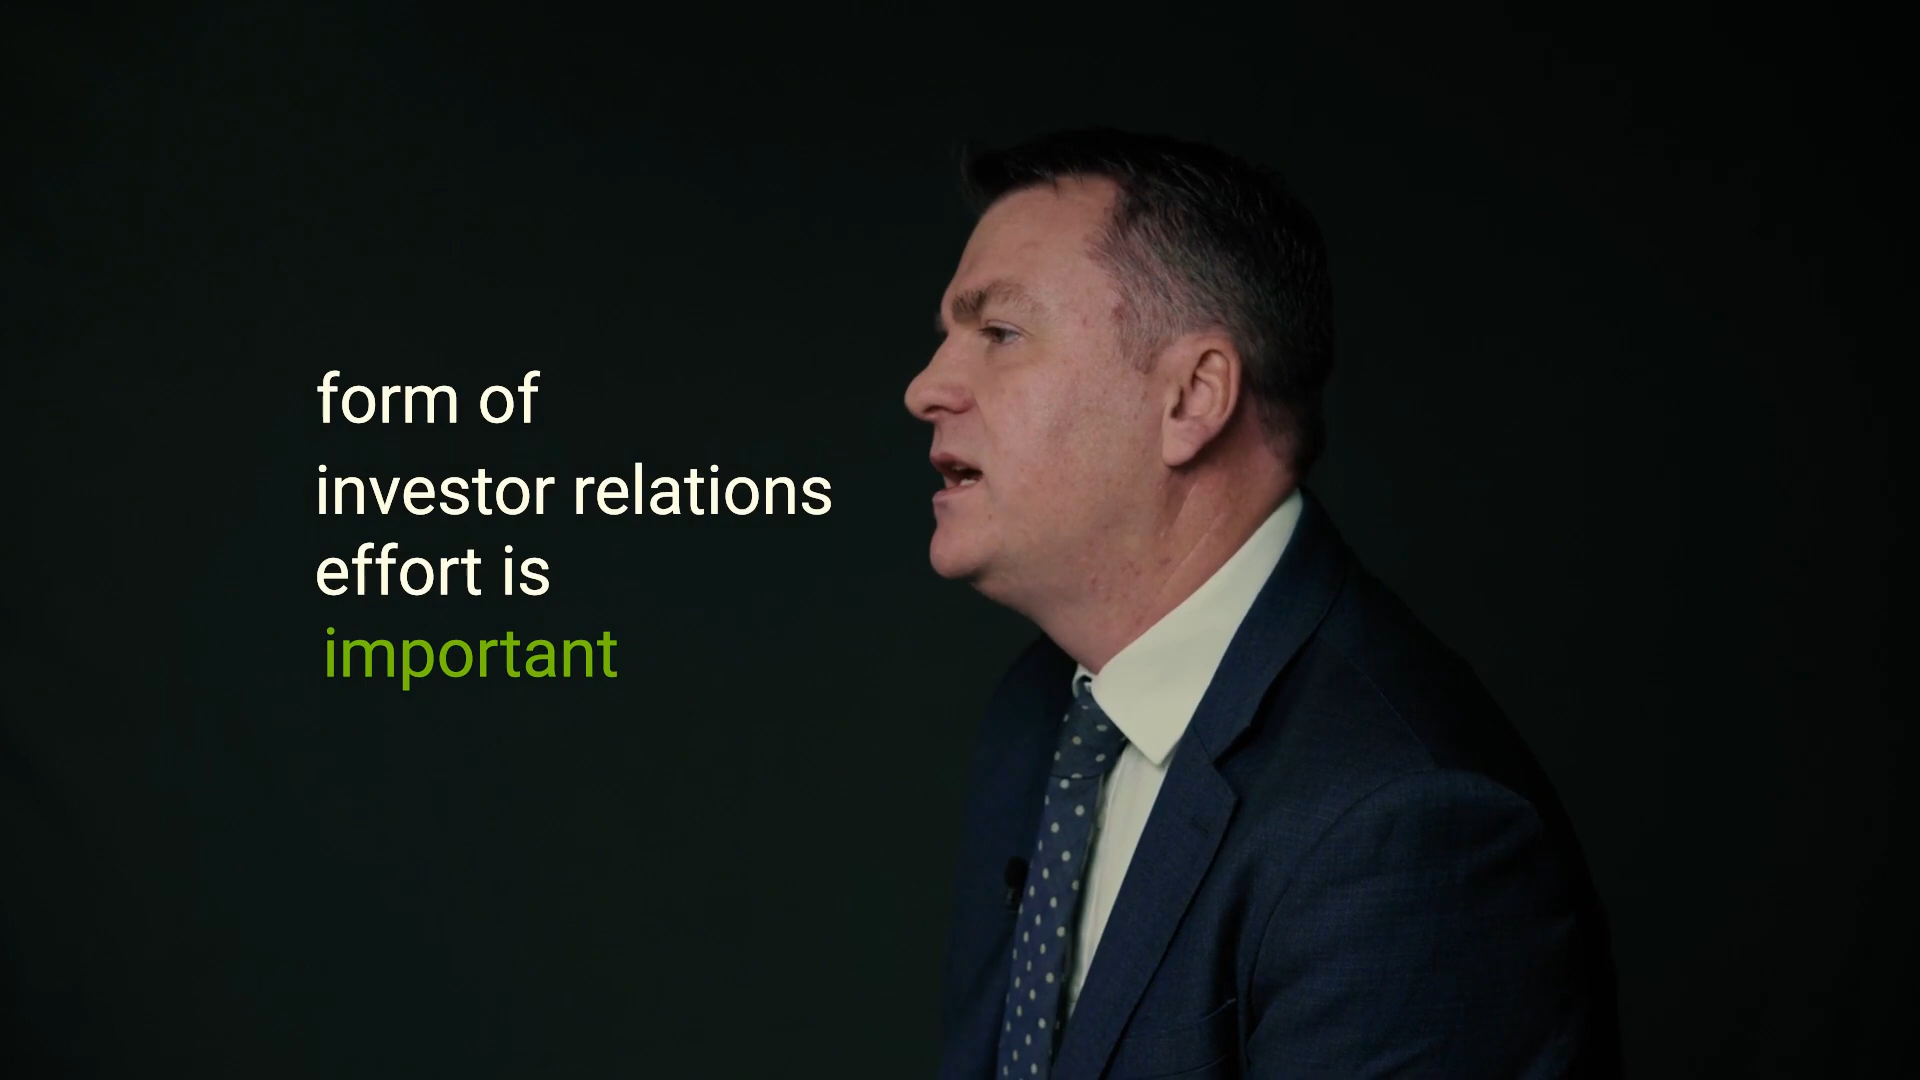 form of
investor relations
effort is
important